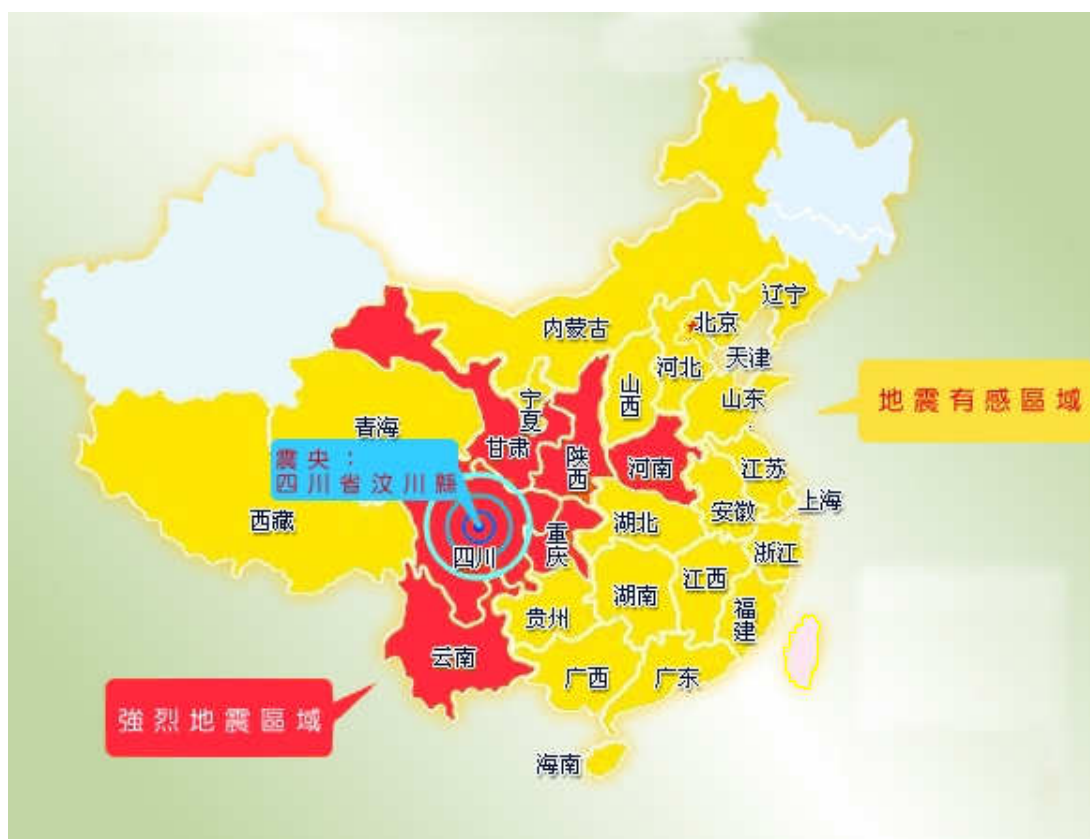 辽宁
北京
内蒙古
天津
河北
山西
山东
宁夏
地震有感區域
青海
甘肃
陕西
河南
江苏
震央：
四川省汶川縣
上海
安徽
西藏
湖北
重庆
浙江
四川
江西
湖南
福建
贵州
云南
广西
广东
強烈地震區域
海南